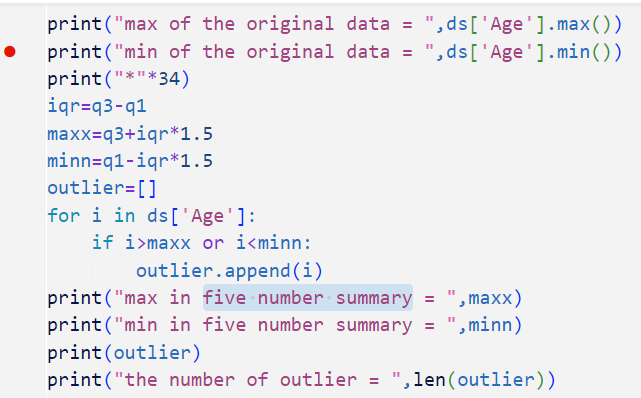 print("max of the original data = ",ds['Age'].max())
print("min of the original data = ",ds['Age'].min())
print("*"*34)
iqr=q3-q1
maxx=q3+iqr*1.5
minn=q1-iqr*1.5
outlier=[]
for i in ds['Age']:
    if i>maxx or i<minn:
        outlier.append(i)
print("max in five number summary = ",maxx)
print("min in five number summary = ",minn)
print(outlier)
print("the number of outlier = ",len(outlier))